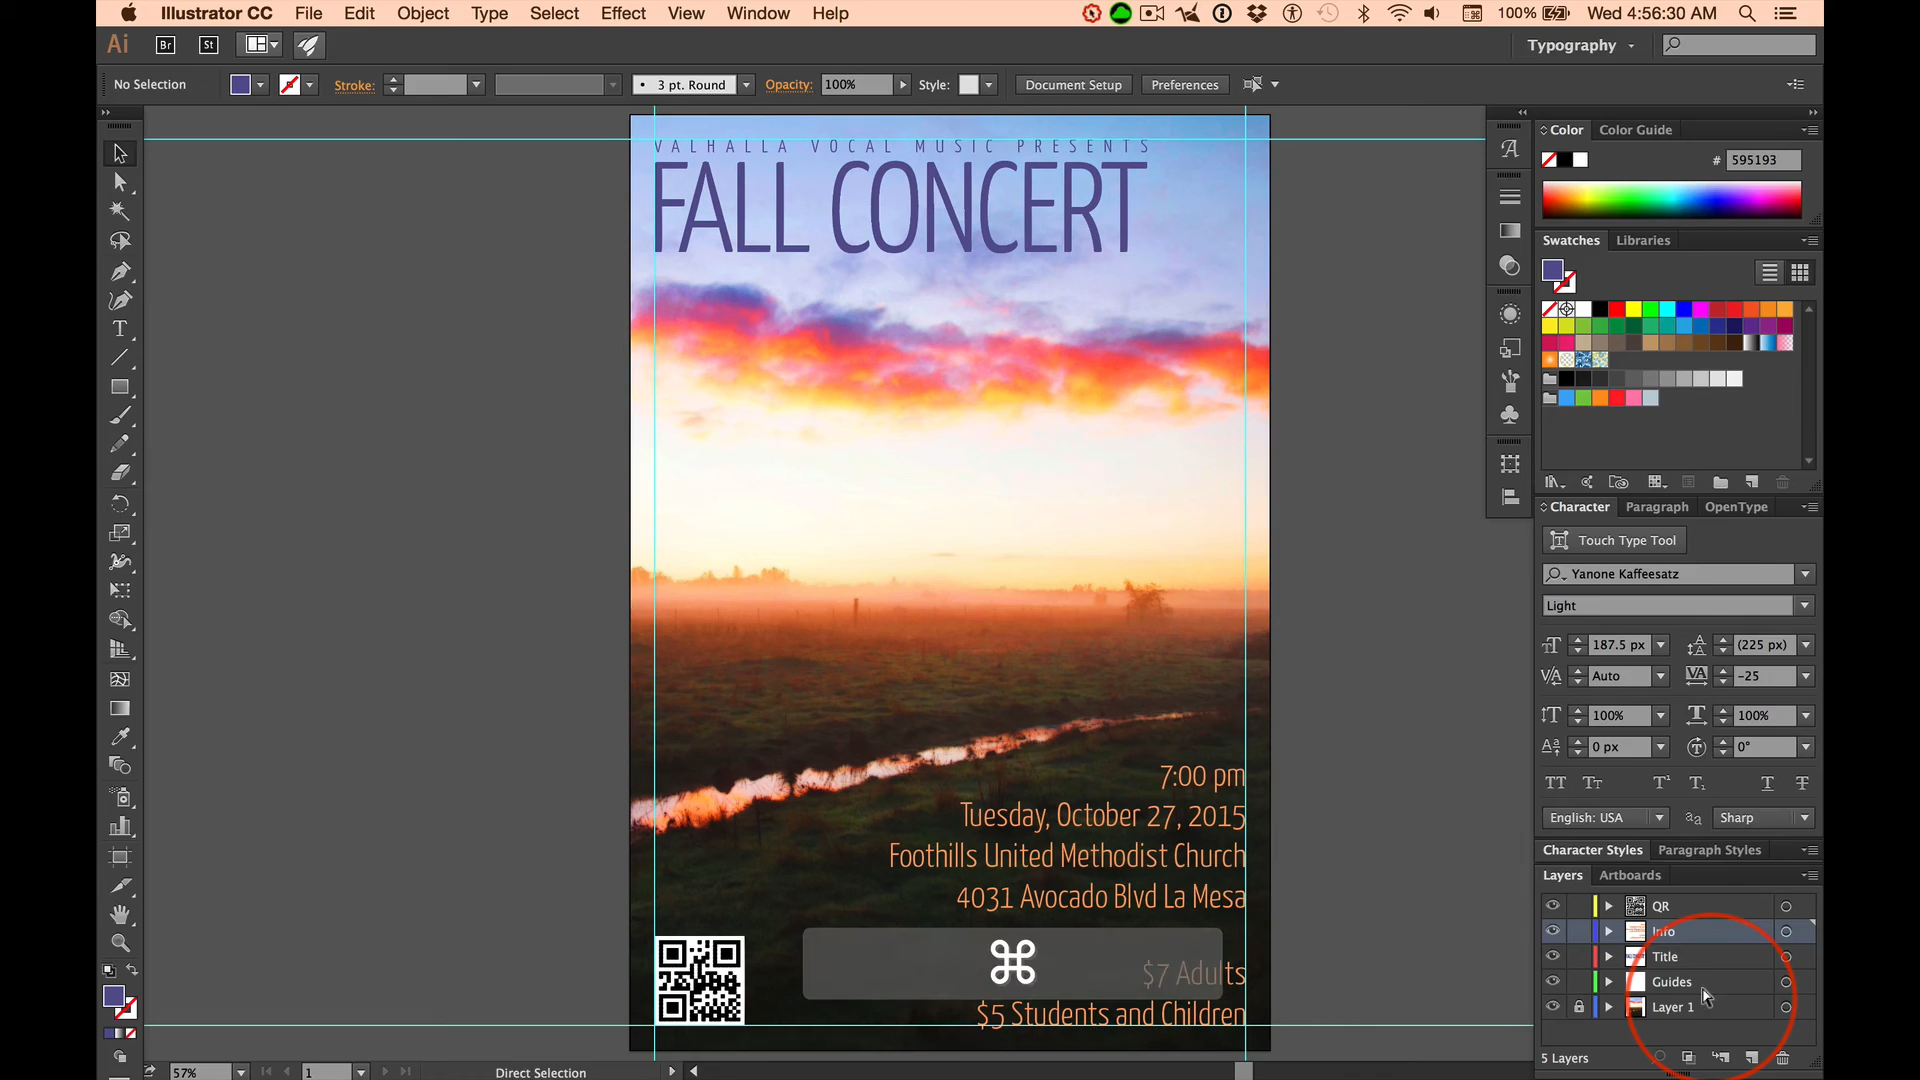 Illustrator CC File Edit Object Type Select Effect View Window Help 100% Wed 4:56:30 AM
Ai Br St Typography
No Selection Stroke: 3 pt. Round Opacity: 100% Style: Document Setup Preferences
Color Color Guide
# 595193
Swatches Libraries
VALHALLA VOCAL MUSIC PRESENTS
FALL CONCERT
7:00 pm
Tuesday, October 27, 2015
Foothills United Methodist Church
4031 Avocado Blvd La Mesa
$7 Adults
$5 Students and Children
⌘
Character Paragraph OpenType
Touch Type Tool
Yanone Kaffeesatz
Light
187.5 px (225 px)
Auto -25
100% 100%
0 px 0°
TT Tt T¹ T₁ T T
English: USA aa Sharp
Character Styles Paragraph Styles
Layers Artboards
QR
Info
Title
Guides
Layer 1
5 Layers
57% 1 Direct Selection